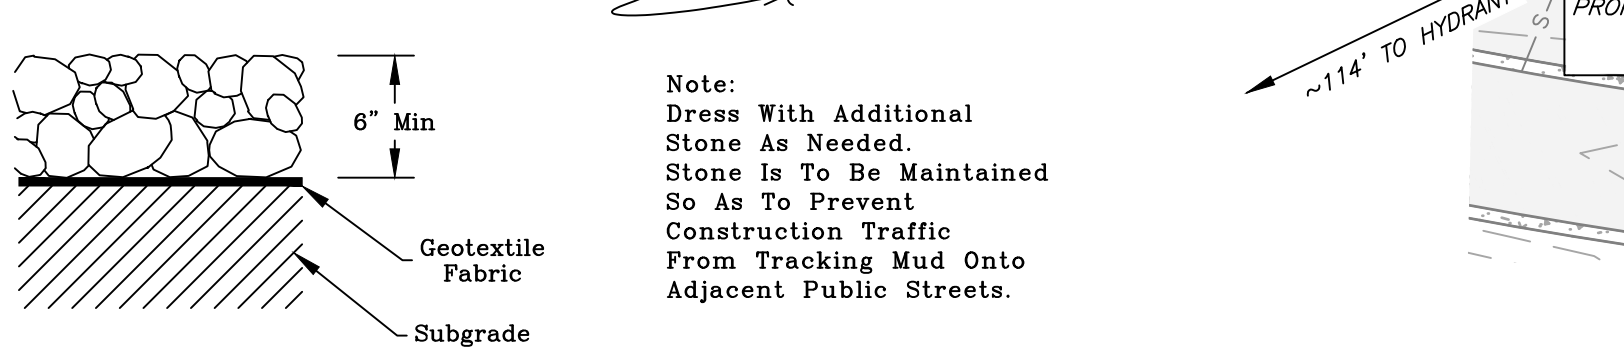 6” Min
Geotextile
Fabric
Subgrade
Note:
Dress With Additional
Stone As Needed.
Stone Is To Be Maintained
So As To Prevent
Construction Traffic
From Tracking Mud Onto
Adjacent Public Streets.
~114' TO HYDRANT
S